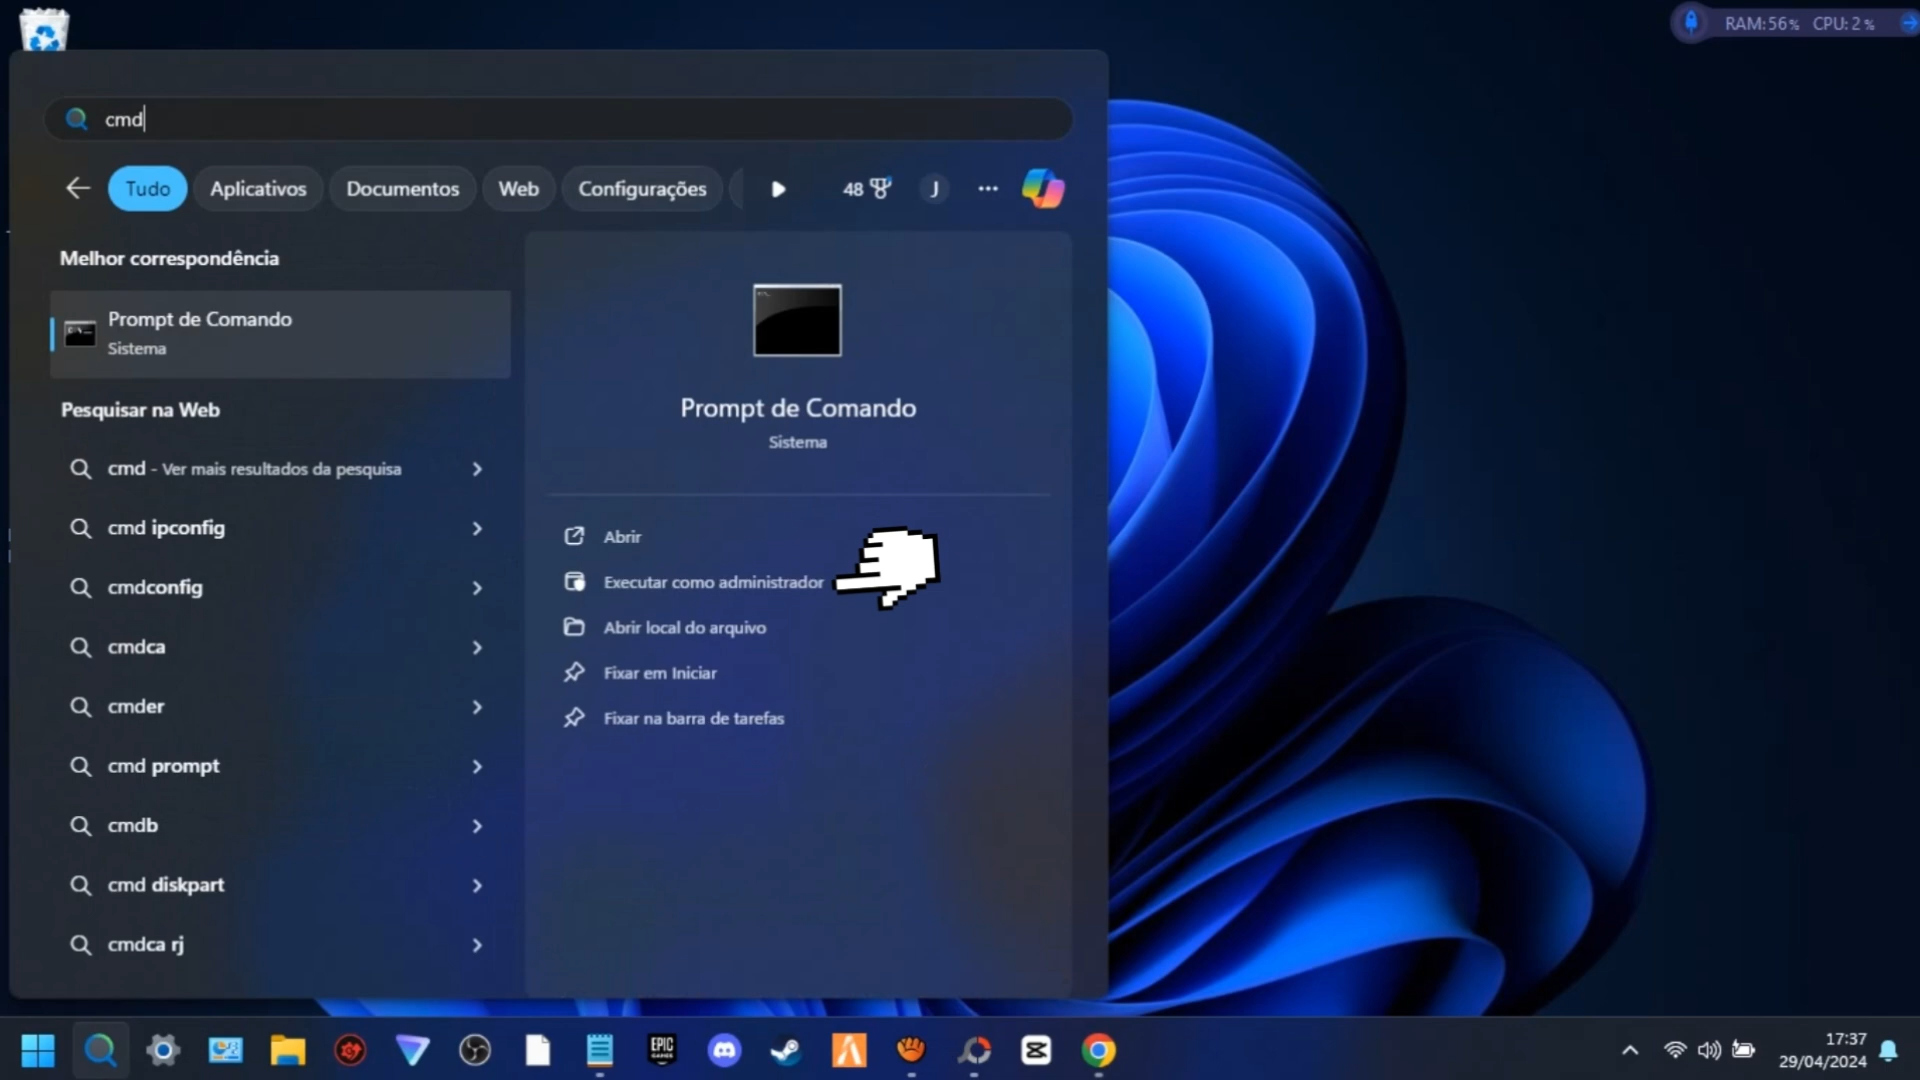 RAM:56% CPU: 2 %
cmd
Tudo Aplicativos Documentos Web Configurações 48 J ...
Melhor correspondência
Prompt de Comando
Sistema
Pesquisar na Web
cmd - Ver mais resultados da pesquisa
cmd ipconfig
cmdconfig
cmdca
cmder
cmd prompt
cmdb
cmd diskpart
cmdca rj
Prompt de Comando
Sistema
Abrir
Executar como administrador
Abrir local do arquivo
Fixar em Iniciar
Fixar na barra de tarefas
EPIC
GAMES
17:37
29/04/2024